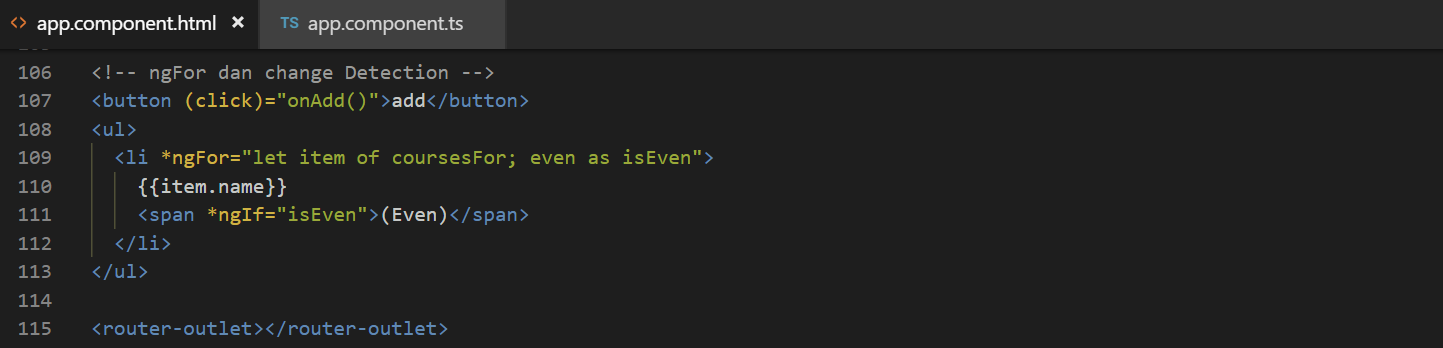 <> app.component.html × TS app.component.ts
106 <!-- ngFor dan change Detection -->
107 <button (click)="onAdd()">add</button>
108 <ul>
109 <li *ngFor="let item of coursesFor; even as isEven">
110 {{item.name}}
111 <span *ngIf="isEven">(Even)</span>
112 </li>
113 </ul>
114
115 <router-outlet></router-outlet>